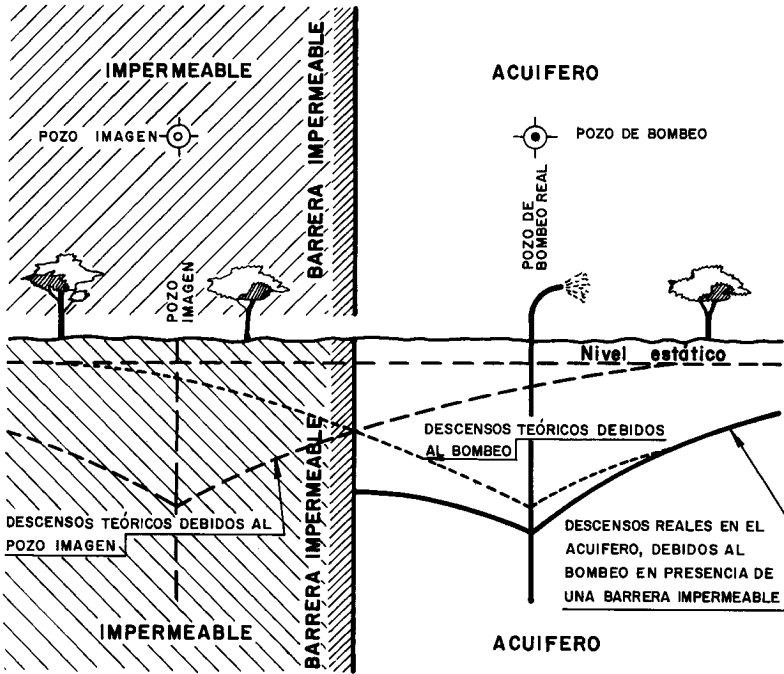 IMPERMEABLE
POZO IMAGEN
BARRERA IMPERMEABLE
ACUIFERO
POZO DE BOMBEO
POZO DE
BOMBEO REAL
POZO
IMAGEN
Nivel estático
DESCENSOS TEÓRICOS DEBIDOS
AL BOMBEO
DESCENSOS TEÓRICOS DEBIDOS AL
POZO IMAGEN
BARRERA IMPERMEABLE
DESCENSOS REALES EN EL
ACUIFERO, DEBIDOS AL
BOMBEO EN PRESENCIA DE
UNA BARRERA IMPERMEABLE
IMPERMEABLE
ACUIFERO